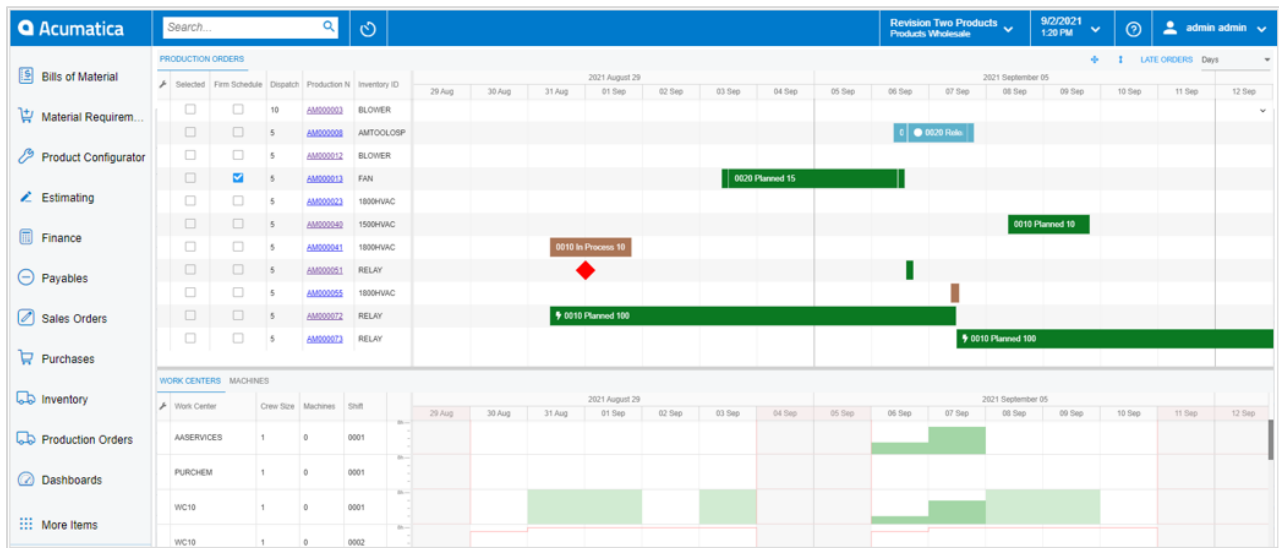 Acumatica
Search...
Revision Two Products
Products Wholesale
9/2/2021
1:20 PM
admin admin
Bills of Material
Material Requirem...
Product Configurator
Estimating
Finance
Payables
Sales Orders
Purchases
Inventory
Production Orders
Dashboards
More Items
PRODUCTION ORDERS
LATE ORDERS Days
Selected Firm Schedule Dispatch Production N Inventory ID
2021 August 29 2021 September 05
29 Aug 30 Aug 31 Aug 01 Sep 02 Sep 03 Sep 04 Sep 05 Sep 06 Sep 07 Sep 08 Sep 09 Sep 10 Sep 11 Sep 12 Sep
10 AM000003 BLOWER
5 AM000008 AMTOOLOSP 0020 Rele
5 AM000012 BLOWER
5 AM000013 FAN 0020 Planned 15
5 AM000023 1800HVAC
5 AM000040 1500HVAC 0010 Planned 10
5 AM000041 1800HVAC 0010 In Process 10
5 AM000051 RELAY
5 AM000055 1800HVAC
5 AM000072 RELAY 0010 Planned 100
5 AM000073 RELAY 0010 Planned 100
WORK CENTERS MACHINES
Work Center Crew Size Machines Shift
2021 August 29 2021 September 05
29 Aug 30 Aug 31 Aug 01 Sep 02 Sep 03 Sep 04 Sep 05 Sep 06 Sep 07 Sep 08 Sep 09 Sep 10 Sep 11 Sep 12 Sep
AASERVICES 1 0 0001
PURCHEM 1 0 0001
WC10 1 0 0001
WC10 1 0 0002